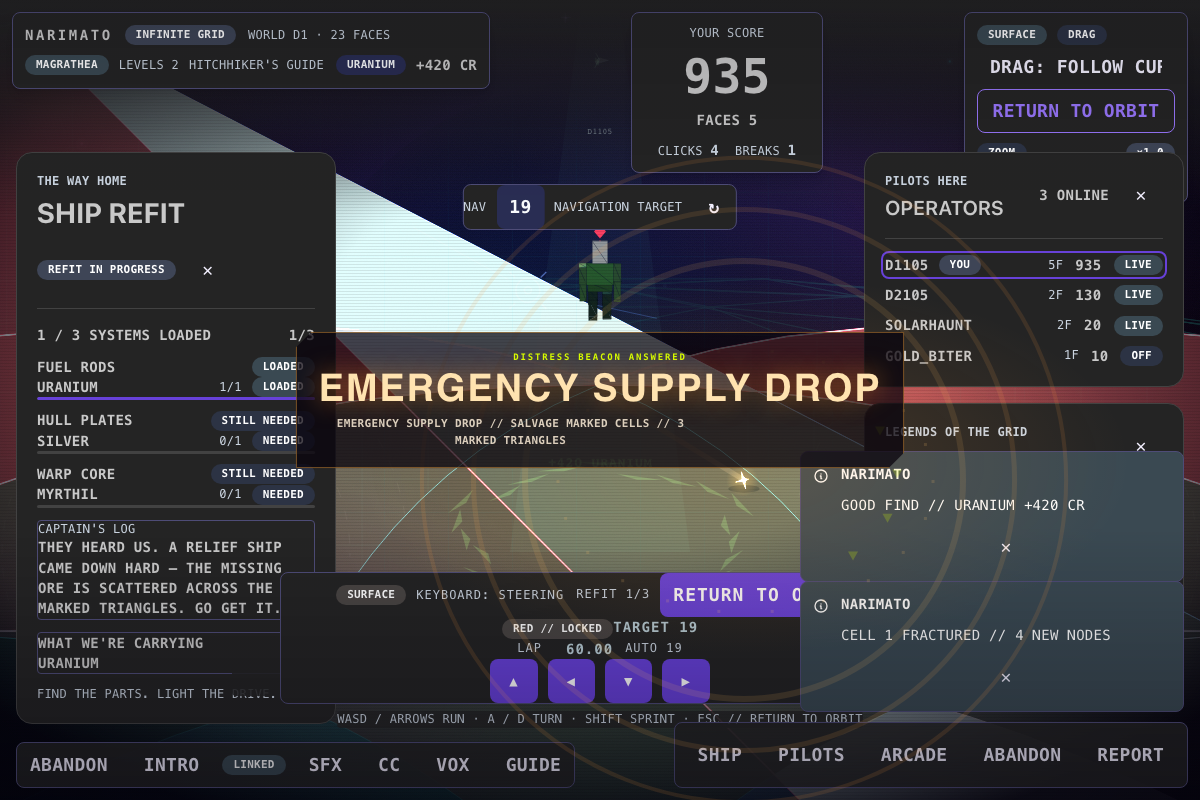 NARIMATO INFINITE GRID WORLD D1 · 23 FACES
MAGRATHEA LEVELS 2 HITCHHIKER'S GUIDE URANIUM +420 CR
YOUR SCORE
935
FACES 5
CLICKS 4 BREAKS 1
SURFACE DRAG
DRAG: FOLLOW
RETURN TO ORBIT
ZOOM ×1.0
D1105
THE WAY HOME
SHIP REFIT
REFIT IN PROGRESS ×
1 / 3 SYSTEMS LOADED 1/3
FUEL RODS LOADED
URANIUM 1/1 LOADED
HULL PLATES STILL NEEDED
SILVER 0/1 NEEDED
WARP CORE STILL NEEDED
MYRTHIL 0/1 NEEDED
CAPTAIN'S LOG
THEY HEARD US. A RELIEF SHIP
CAME DOWN HARD — THE MISSING
ORE IS SCATTERED ACROSS THE
MARKED TRIANGLES. GO GET IT.
WHAT WE'RE CARRYING
URANIUM
FIND THE PARTS. LIGHT THE DRIVE.
NAV 19 NAVIGATION TARGET ↻
PILOTS HERE
OPERATORS 3 ONLINE ×
D1105 YOU 5F 935 LIVE
D2105 2F 130 LIVE
SOLARHAUNT 2F 20 LIVE
GOLD_BITER 1F 10 OFF
DISTRESS BEACON ANSWERED
EMERGENCY SUPPLY DROP
EMERGENCY SUPPLY DROP // SALVAGE MARKED CELLS // 3
MARKED TRIANGLES
+420 URANIUM
LEGENDS OF THE GRID
×
NARIMATO
GOOD FIND // URANIUM +420 CR
×
NARIMATO
CELL 1 FRACTURED // 4 NEW NODES
×
SURFACE KEYBOARD: STEERING REFIT 1/3 RETURN TO
RED // LOCKED TARGET 19
LAP 60.00 AUTO 19
▲ ◀ ▼ ▶
WASD / ARROWS RUN · A / D TURN · SHIFT SPRINT · ESC // RETURN TO ORBIT
ABANDON INTRO LINKED SFX CC VOX GUIDE
SHIP PILOTS ARCADE ABANDON REPORT